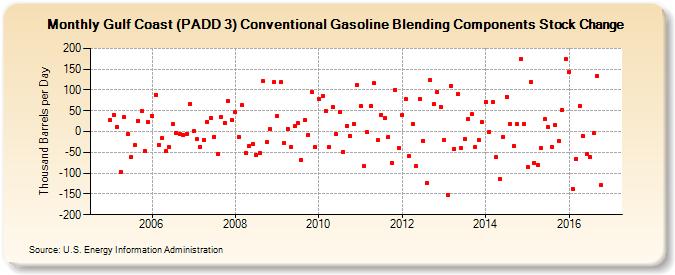 Monthly Gulf Coast (PADD 3) Conventional Gasoline Blending Components Stock Change
Thousand Barrels per Day
200
150
100
50
0
-50
-100
-150
-200
2006 2008 2010 2012 2014 2016
Source: U.S. Energy Information Administration